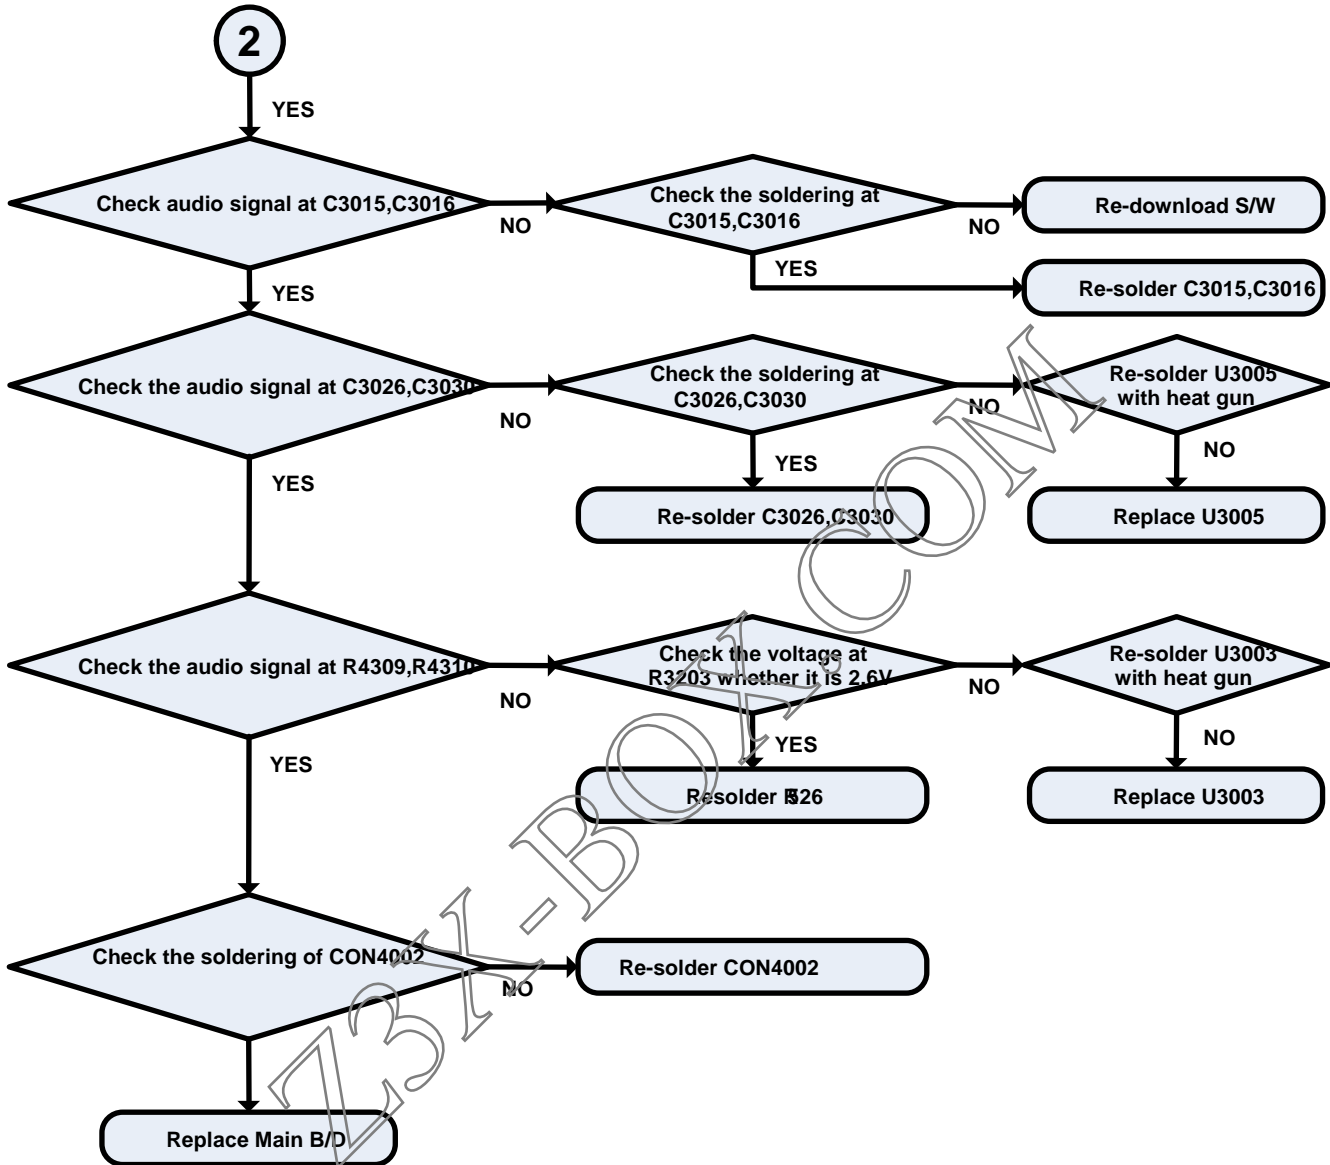 2
YES
Check audio signal at C3015,C3016
NO
Check the soldering at
C3015,C3016
NO
Re-download S/W
YES
Re-solder C3015,C3016
YES
Check the audio signal at C3026,C3030
NO
Check the soldering at
C3026,C3030
NO
Re-solder U3005
with heat gun
YES
NO
Re-solder C3026,C3030
Replace U3005
YES
Check the audio signal at R4309,R4310
NO
Check the voltage at
R3203 whether it is 2.6V
NO
Re-solder U3003
with heat gun
YES
NO
Resolder
Replace U3003
YES
Check the soldering of CON4002
NO
Re-solder CON4002
Replace Main B/D
Z3X-BOX.COM